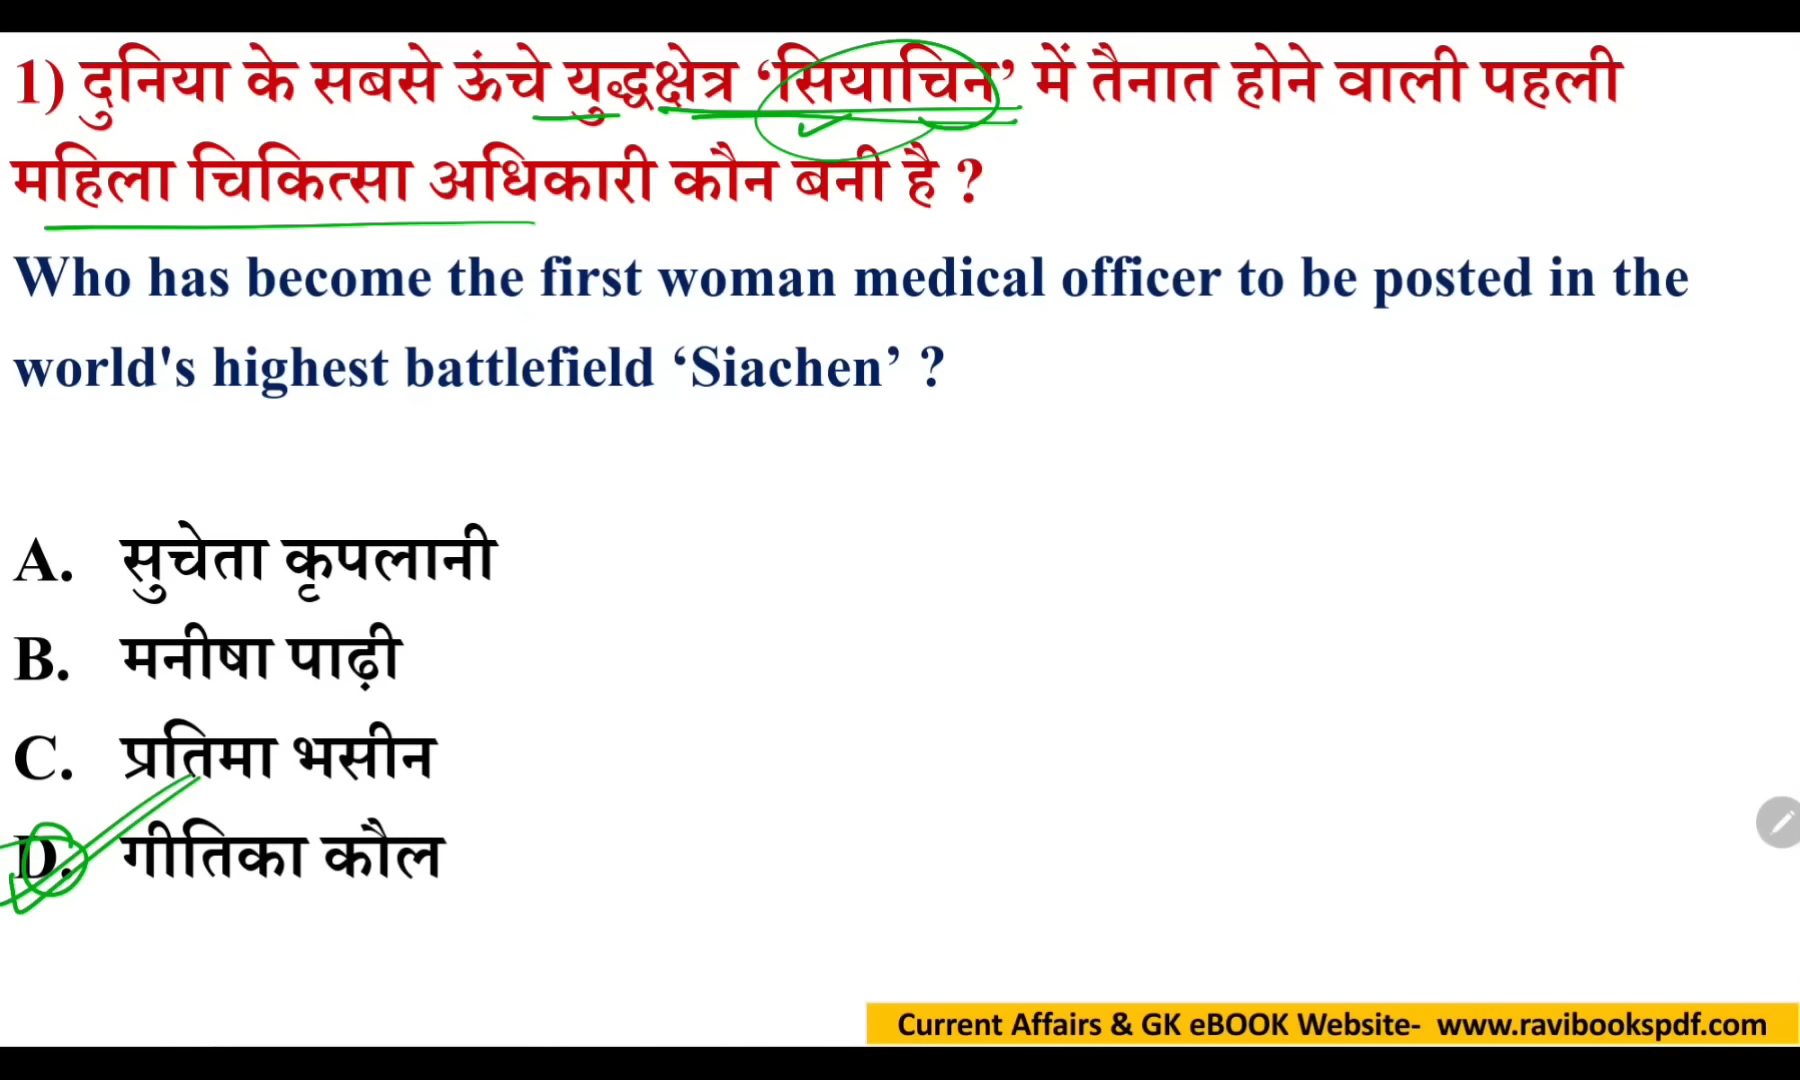 1) दुनिया के सबसे ऊंचे युद्धक्षेत्र ‘सियाचिन’ में तैनात होने वाली पहली
महिला चिकित्सा अधिकारी कौन बनी है ?
Who has become the first woman medical officer to be posted in the
world's highest battlefield ‘Siachen’ ?
A. सुचेता कृपलानी
B. मनीषा पाढ़ी
C. प्रतिमा भसीन
D. गीतिका कौल
Current Affairs & GK eBOOK Website- www.ravibookspdf.com